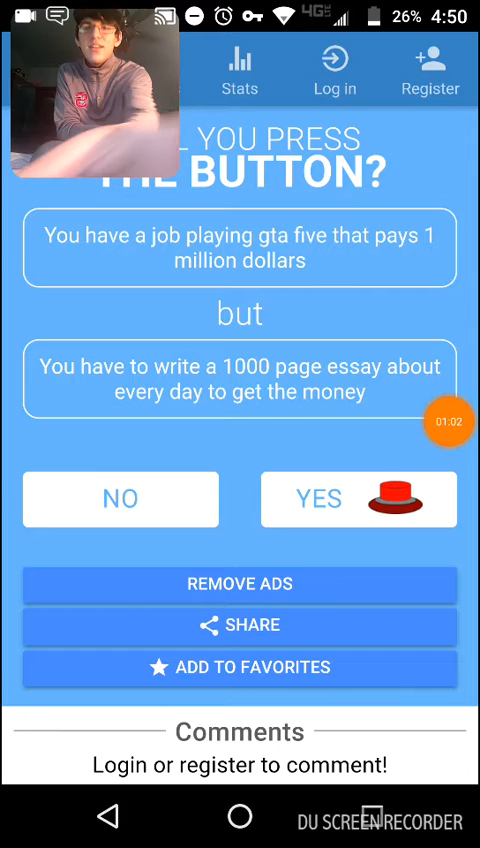 4G
26% 4:50
Stats
Log in
Register
YOU PRESS
BUTTON?
You have a job playing gta five that pays 1
million dollars
but
You have to write a 1000 page essay about
every day to get the money
01:02
NO
YES
REMOVE ADS
SHARE
ADD TO FAVORITES
Comments
Login or register to comment!
DU SCREEN RECORDER